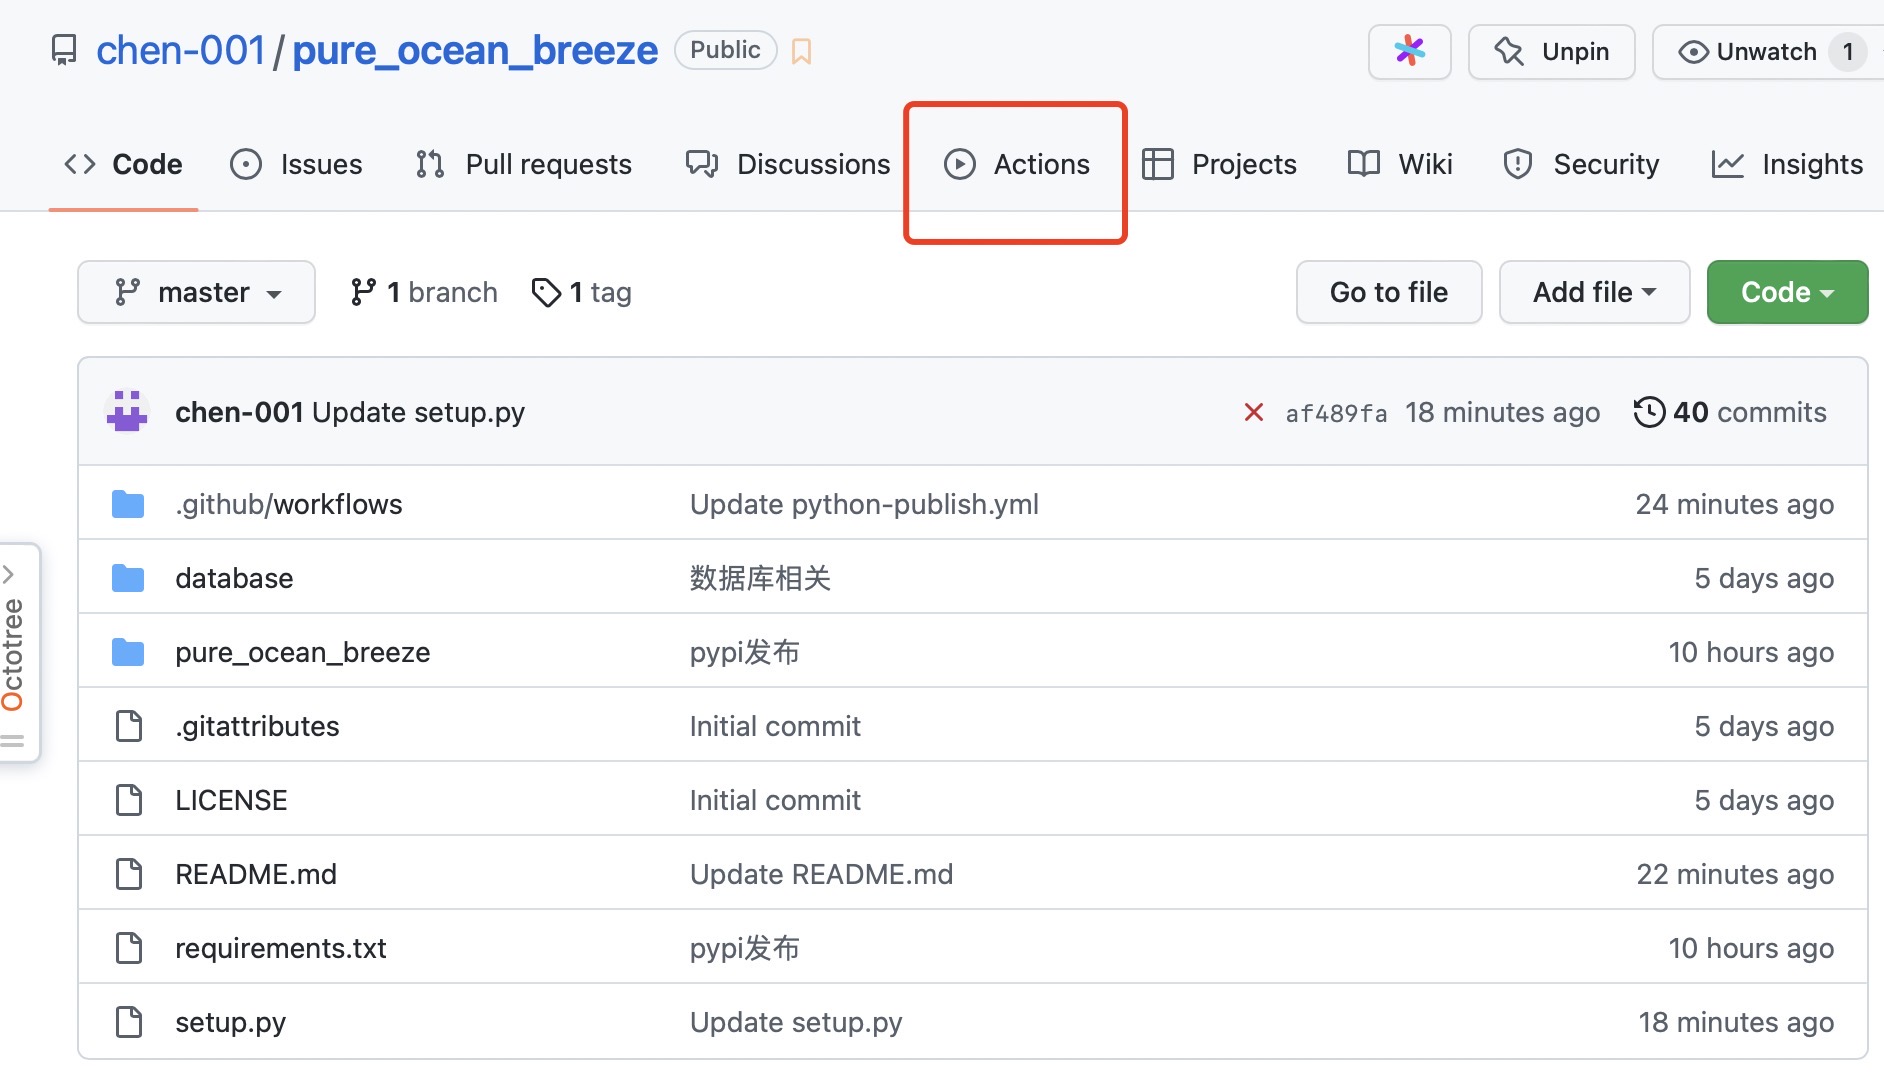 chen-001/pure_ocean_breeze Public Unpin Unwatch 1
Code Issues Pull requests Discussions Actions Projects Wiki Security Insights
master 1 branch 1 tag Go to file Add file Code
chen-001 Update setup.py af489fa 18 minutes ago 40 commits
.github/workflows Update python-publish.yml 24 minutes ago
database 数据库相关 5 days ago
pure_ocean_breeze pypi发布 10 hours ago
.gitattributes Initial commit 5 days ago
LICENSE Initial commit 5 days ago
README.md Update README.md 22 minutes ago
requirements.txt pypi发布 10 hours ago
setup.py Update setup.py 18 minutes ago
Octotree